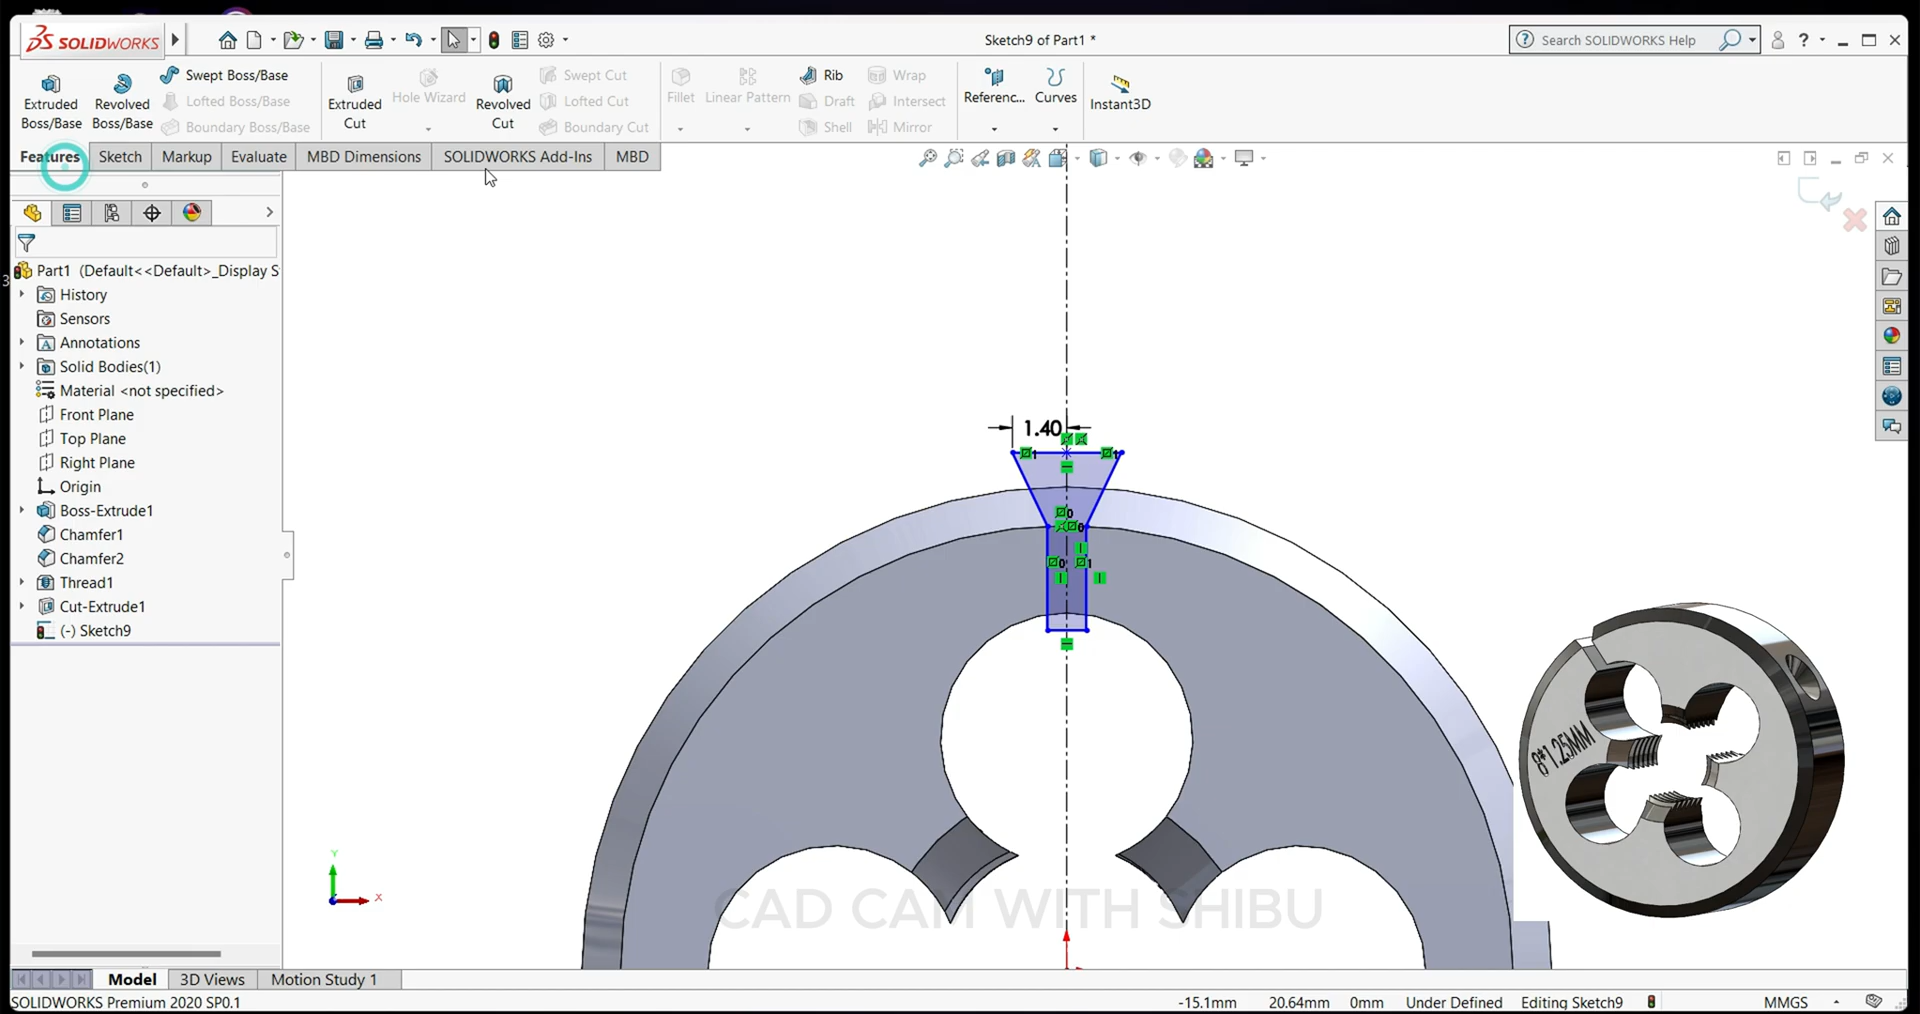 SOLIDWORKS
Sketch9 of Part1 *
Search SOLIDWORKS Help
Extruded Boss/Base
Revolved Boss/Base
Swept Boss/Base
Lofted Boss/Base
Boundary Boss/Base
Extruded Cut
Hole Wizard
Revolved Cut
Swept Cut
Lofted Cut
Boundary Cut
Fillet
Linear Pattern
Rib
Draft
Shell
Wrap
Intersect
Mirror
Referenc...
Curves
Instant3D
Features
Sketch
Markup
Evaluate
MBD Dimensions
SOLIDWORKS Add-Ins
MBD
Part1 (Default<<Default>_Display S
History
Sensors
Annotations
Solid Bodies(1)
Material <not specified>
Front Plane
Top Plane
Right Plane
Origin
Boss-Extrude1
Chamfer1
Chamfer2
Thread1
Cut-Extrude1
(-) Sketch9
1.40
8*1.25MM
CAD CAM WITH SHIBU
Y
X
Model
3D Views
Motion Study 1
SOLIDWORKS Premium 2020 SP0.1
-15.1mm
20.64mm
0mm
Under Defined
Editing Sketch9
MMGS